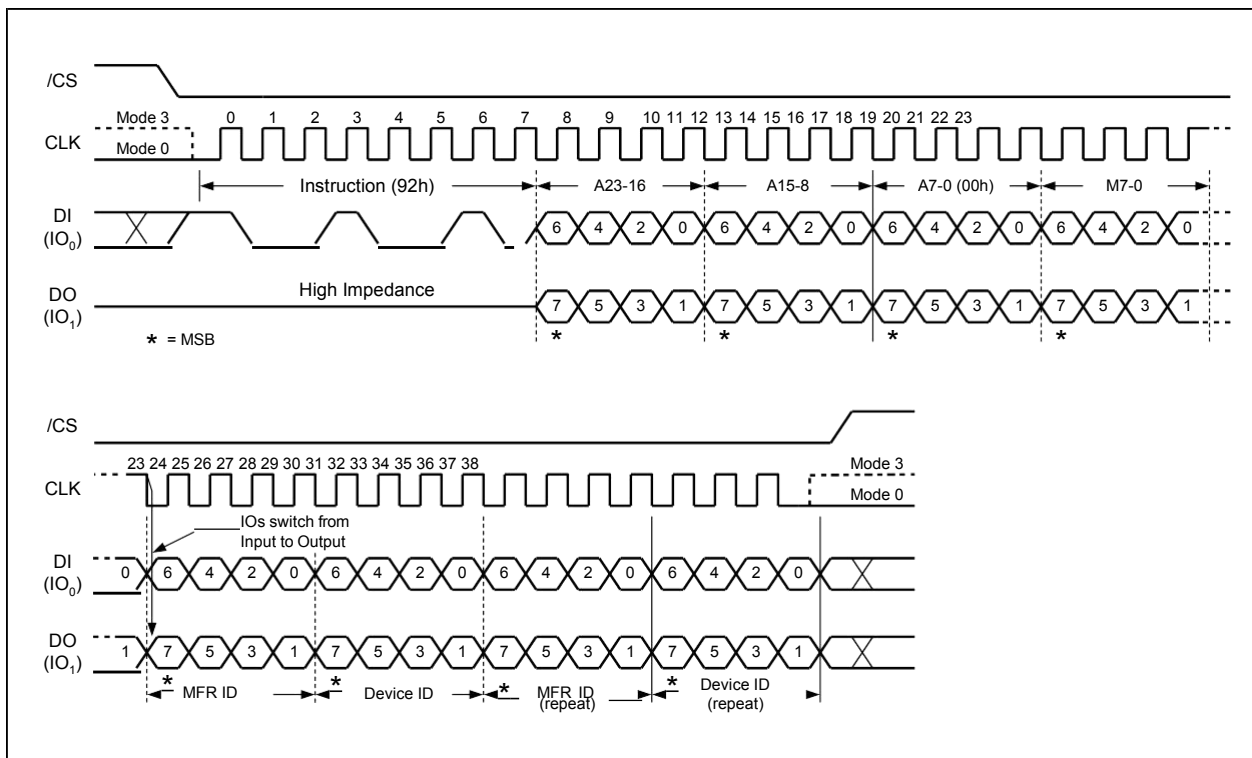 /CS
Mode 3
0 1 2 3 4 5 6 7 8 9 10 11 12 13 14 15 16 17 18 19 20 21 22 23
CLK
Mode 0
Instruction (92h) A23-16 A15-8 A7-0 (00h) M7-0
DI
(IO0)
6 4 2 0 6 4 2 0 6 4 2 0 6 4 2 0
High Impedance
DO
(IO1)
7 5 3 1 7 5 3 1 7 5 3 1 7 5 3 1
* * * *
* = MSB
/CS
23 24 25 26 27 28 29 30 31 32 33 34 35 36 37 38
Mode 3
CLK
Mode 0
IOs switch from
Input to Output
DI
(IO0)
0 6 4 2 0 6 4 2 0 6 4 2 0 6 4 2 0
DO
(IO1)
1 7 5 3 1 7 5 3 1 7 5 3 1 7 5 3 1
* * * *
MFR ID Device ID MFR ID
(repeat)
Device ID
(repeat)